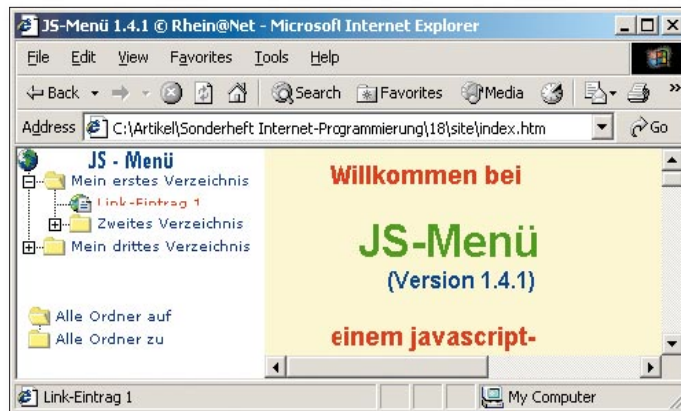 JS-Menü 1.4.1 © Rhein@Net - Microsoft Internet Explorer
File Edit View Favorites Tools Help
Back Search Favorites Media »
Address C:\Artikel\Sonderheft Internet-Programmierung\18\site\index.htm Go
JS - Menü
Mein erstes Verzeichnis
Link-Eintrag 1
Zweites Verzeichnis
Mein drittes Verzeichnis
Alle Ordner auf
Alle Ordner zu
Willkommen bei
JS-Menü
(Version 1.4.1)
einem javascript-
Link-Eintrag 1 My Computer